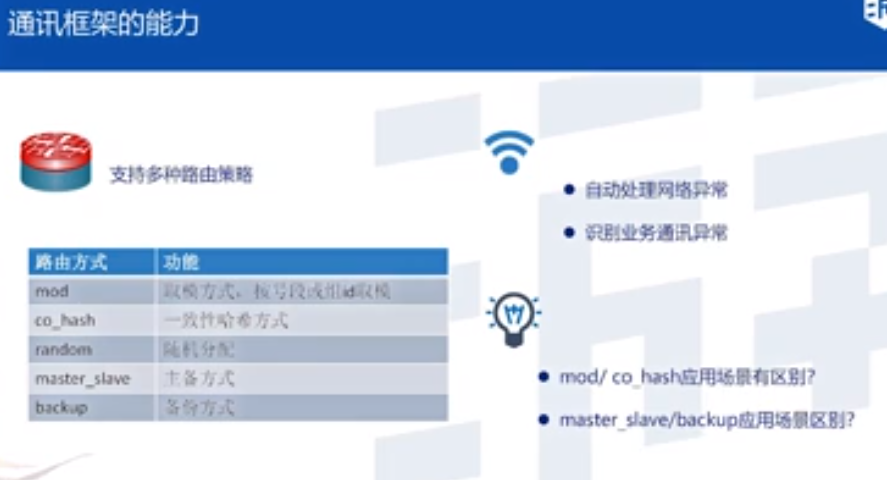 通讯框架的能力
支持多种路由策略
路由方式 功能
mod 取模方式，按号段或组id取模
co_hash 一致性哈希方式
random 随机分配
master_slave 主备方式
backup 备份方式
自动处理网络异常
识别业务通讯异常
mod/ co_hash应用场景有区别?
master_slave/backup应用场景区别?